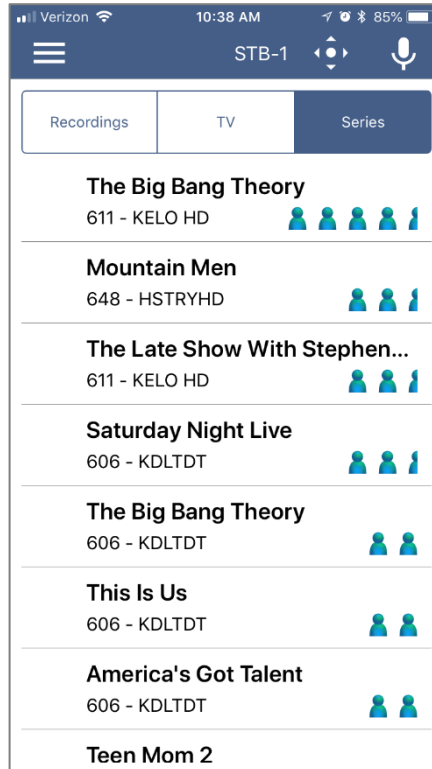 Verizon 10:38 AM 85%
STB-1
Recordings TV Series
The Big Bang Theory
611 - KELO HD
Mountain Men
648 - HSTRYHD
The Late Show With Stephen...
611 - KELO HD
Saturday Night Live
606 - KDLTDT
The Big Bang Theory
606 - KDLTDT
This Is Us
606 - KDLTDT
America's Got Talent
606 - KDLTDT
Teen Mom 2